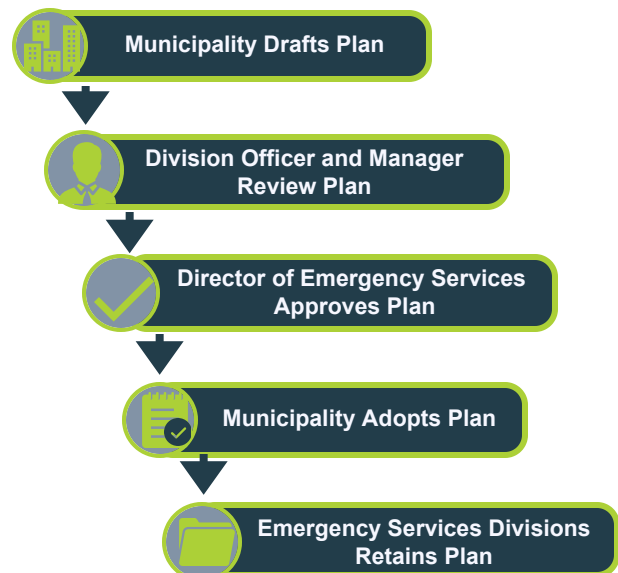 Municipality Drafts Plan
Division Officer and Manager
Review Plan
Director of Emergency Services
Approves Plan
Municipality Adopts Plan
Emergency Services Divisions
Retains Plan